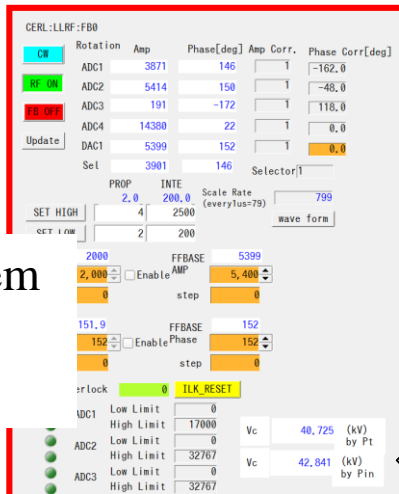 CERL:LLRF:FB0
CW Rotation Amp Phase[deg] Amp Corr. Phase Corr[deg]
ADC1 3871 146 1 -162.0
RF ON ADC2 5414 150 1 -48.0
FB OFF ADC3 191 -172 1 118.0
ADC4 14380 22 1 0.0
Update DAC1 5399 152 1 0.0
Sel 3901 146 Selector 1
PROP INTE
2.0 200.0 Scale Rate (every1us=79) 799
SET HIGH 4 2500 wave form
SET LOW 2 200
2000 FFBASE 5399
2,000 Enable AMP 5,400
0 step 0
151.9 FFBASE 152
152 Enable Phase 152
0 step 0
erlock 0 ILK_RESET
ADC1 Low Limit 0
High Limit 17000 Vc 40.725 (kV) by Pt
ADC2 Low Limit 0
High Limit 32767
ADC3 Low Limit 0 Vc 42.841 (kV) by Pin
High Limit 32767
em